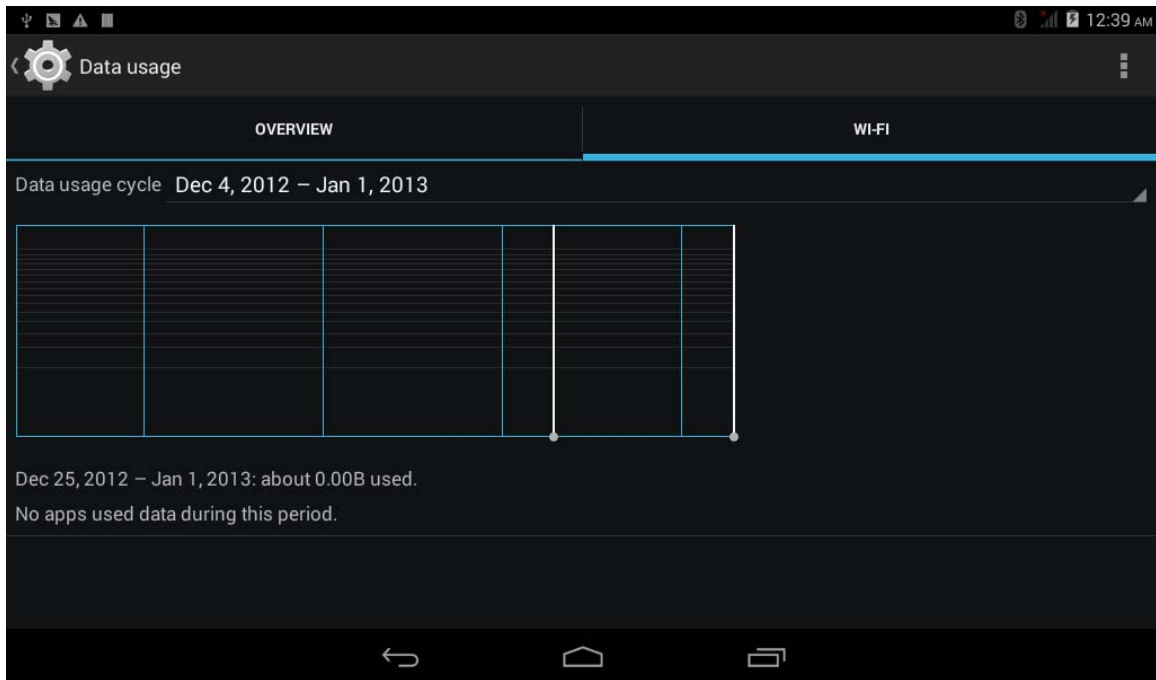 12:39 AM
Data usage
OVERVIEW
WI-FI
Data usage cycle Dec 4, 2012 – Jan 1, 2013
Dec 25, 2012 – Jan 1, 2013: about 0.00B used.
No apps used data during this period.